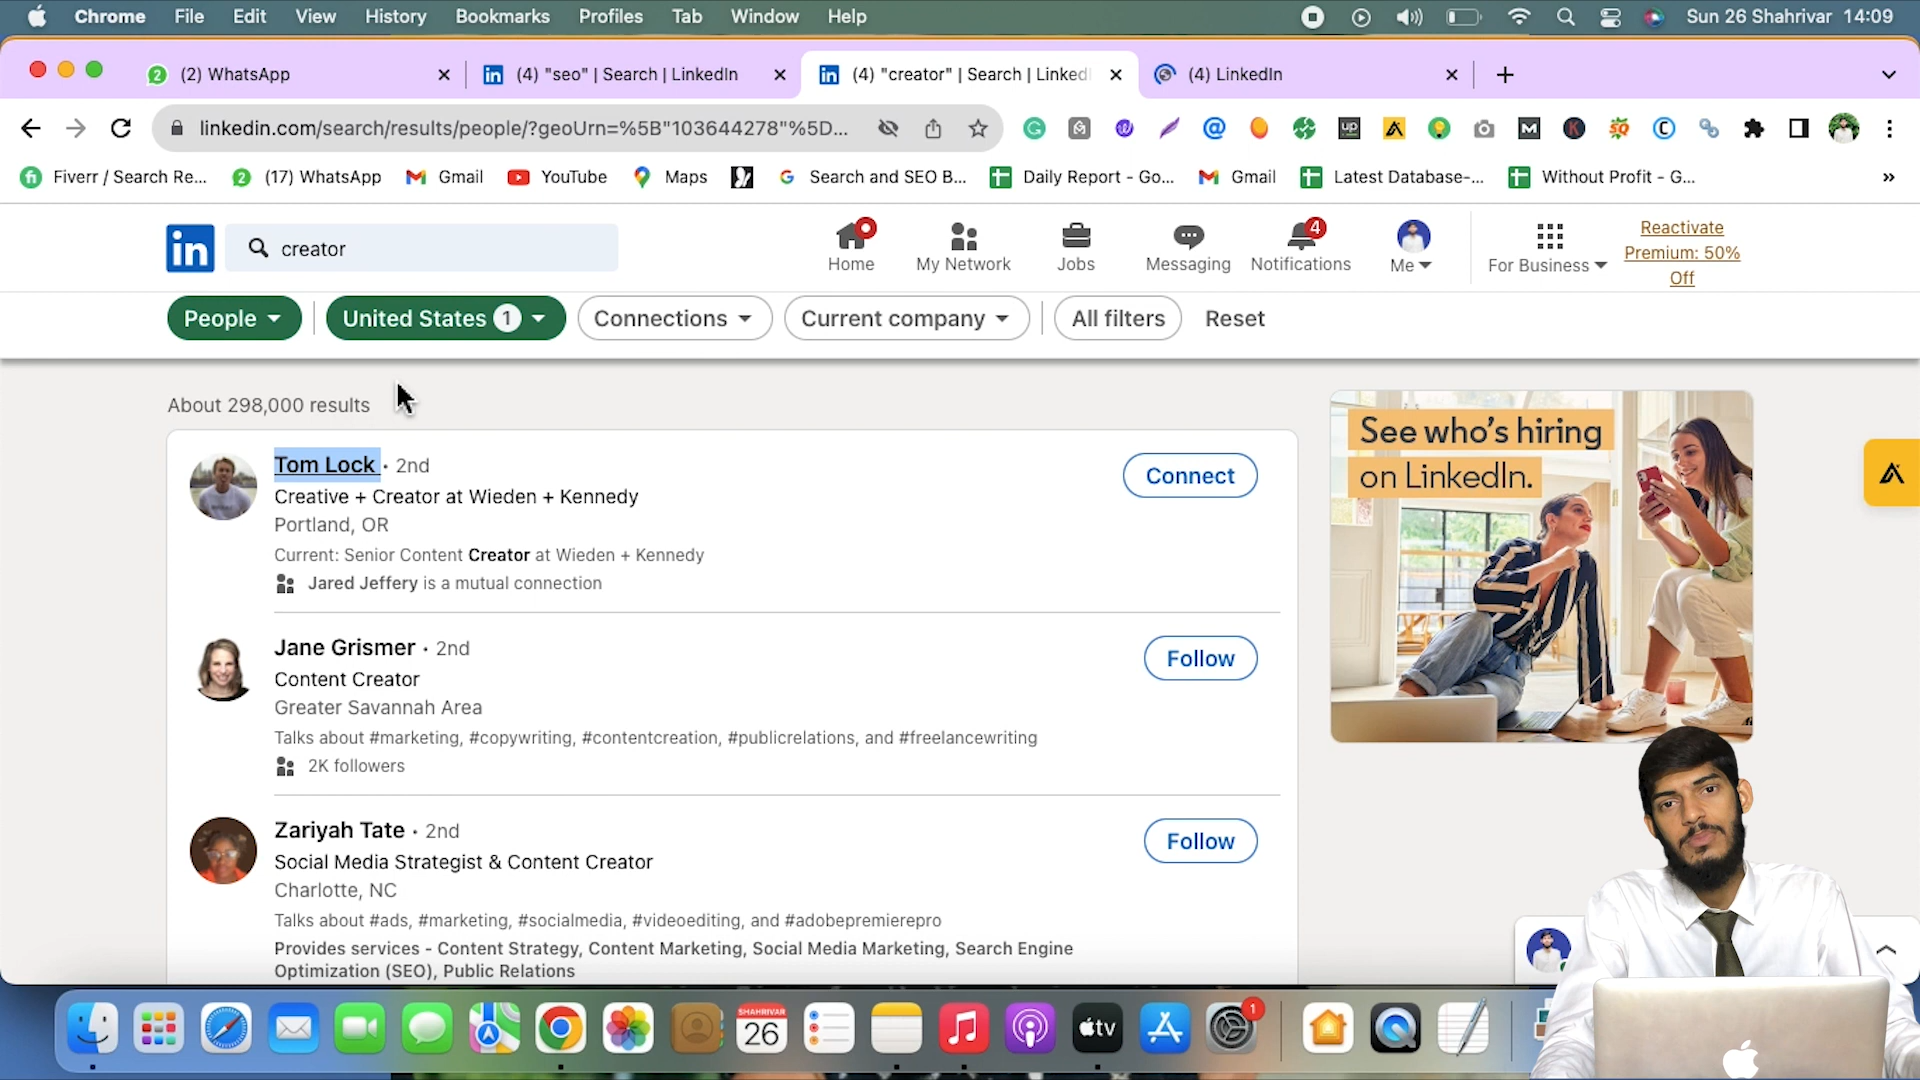 Chrome File Edit View History Bookmarks Profiles Tab Window Help Sun 26 Shahrivar 14:09
2 (2) WhatsApp (4) "seo" | Search | LinkedIn (4) "creator" | Search | Linked (4) LinkedIn
linkedin.com/search/results/people/?geoUrn=%5B"103644278"%5D...
Fiverr / Search Re... 2 (17) WhatsApp Gmail YouTube Maps Search and SEO B... Daily Report - Go... Gmail Latest Database-... Without Profit - G... »
in creator
Home My Network Jobs Messaging 4 Notifications Me For Business
Reactivate
Premium: 50%
Off
People United States 1 Connections Current company All filters Reset
About 298,000 results
Tom Lock • 2nd
Connect
Creative + Creator at Wieden + Kennedy
Portland, OR
Current: Senior Content Creator at Wieden + Kennedy
Jared Jeffery is a mutual connection
Jane Grismer • 2nd
Follow
Content Creator
Greater Savannah Area
Talks about #marketing, #copywriting, #contentcreation, #publicrelations, and #freelancewriting
2K followers
Zariyah Tate • 2nd
Follow
Social Media Strategist & Content Creator
Charlotte, NC
Talks about #ads, #marketing, #socialmedia, #videoediting, and #adobepremierepro
Provides services - Content Strategy, Content Marketing, Social Media Marketing, Search Engine
Optimization (SEO), Public Relations
See who's hiring
on LinkedIn.
SHAHRIVAR
26
tv
1